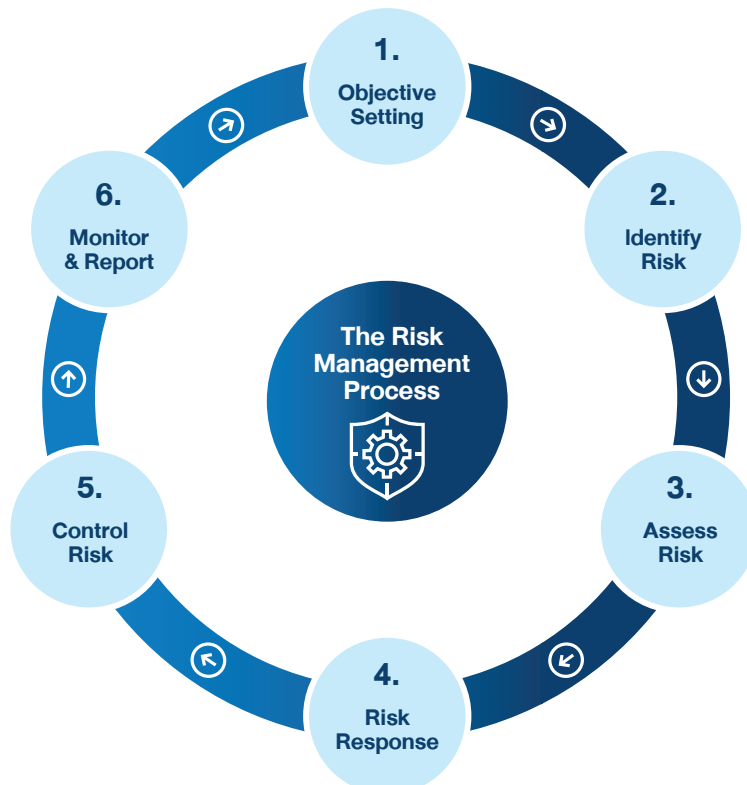 1.
Objective
Setting
2.
Identify
Risk
3.
Assess
Risk
4.
Risk
Response
5.
Control
Risk
6.
Monitor
& Report
The Risk
Management
Process